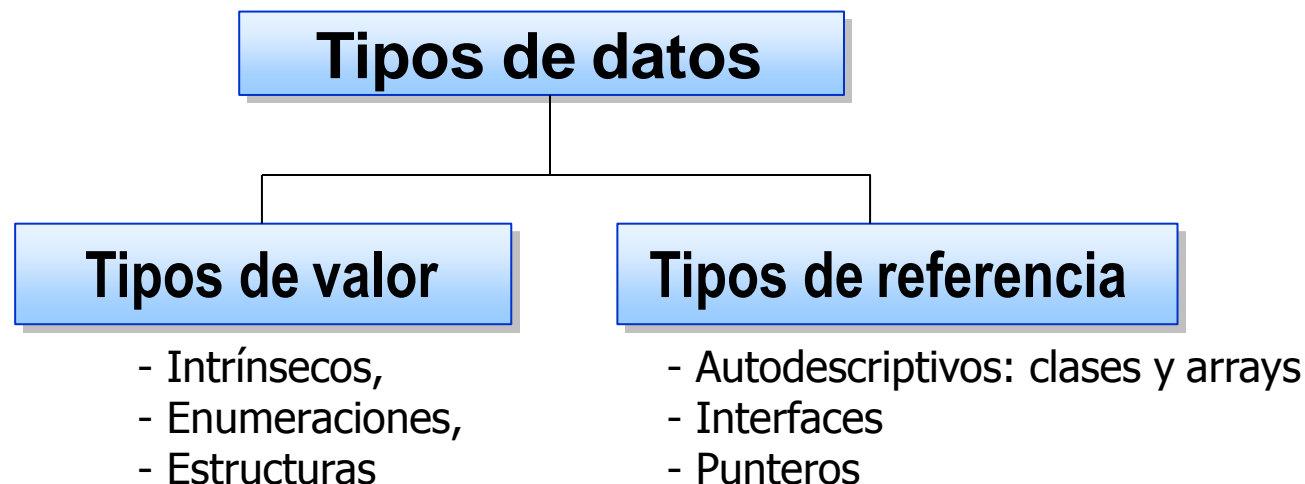 Tipos de datos
Tipos de valor
- Intrínsecos,
- Enumeraciones,
- Estructuras
Tipos de referencia
- Autodescriptivos: clases y arrays
- Interfaces
- Punteros